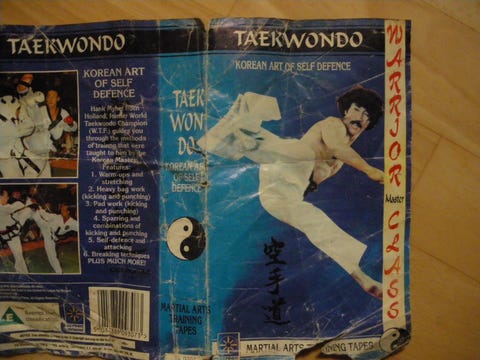 TAEKWONDO
KOREAN ART
OF SELF
DEFENCE
Hank
Holland, former World
Taekwondo Champion
(W.T.F.) guides you
through the methods
of training that were
taught to him by the
Korean Masters.
Features:
1. Warm-ups and
stretching
2. Heavy bag work
(kicking and punching)
3. Pad work (kicking
and punching)
4. Sparring and
combinations of
kicking and punching
5. Self-defence and
attacking
6. Breaking techniques
PLUS MUCH MORE!
E
TAEK
WON
DO
KOREAN ART
OF SELF
DEFENCE
MARTIAL ARTS
TRAINING
TAPES
TAEKWONDO
KOREAN ART OF SELF DEFENCE
空手道
MARTIAL ARTS TRAINING TAPES
WARRIOR
Master
CLASS